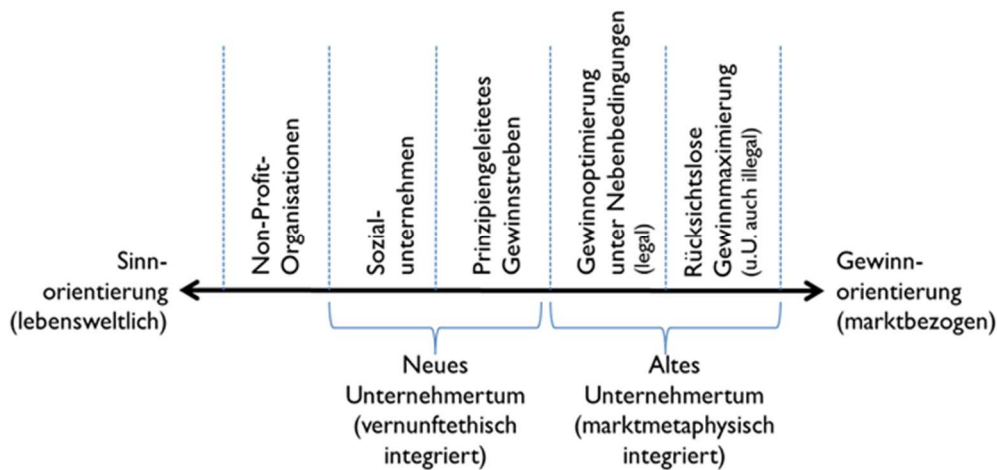 Non-Profit-
Organisationen
Sozial-
unternehmen
Prinzipiengeleitetes
Gewinnstreben
Gewinnoptimierung
unter Nebenbedingungen
(legal)
Rücksichtslose
Gewinnmaximierung
(u.U. auch illegal)
Sinn-
orientierung
(lebensweltlich)
Gewinn-
orientierung
(marktbezogen)
Neues
Unternehmertum
(vernunftethisch
integriert)
Altes
Unternehmertum
(marktmetaphysisch
integriert)